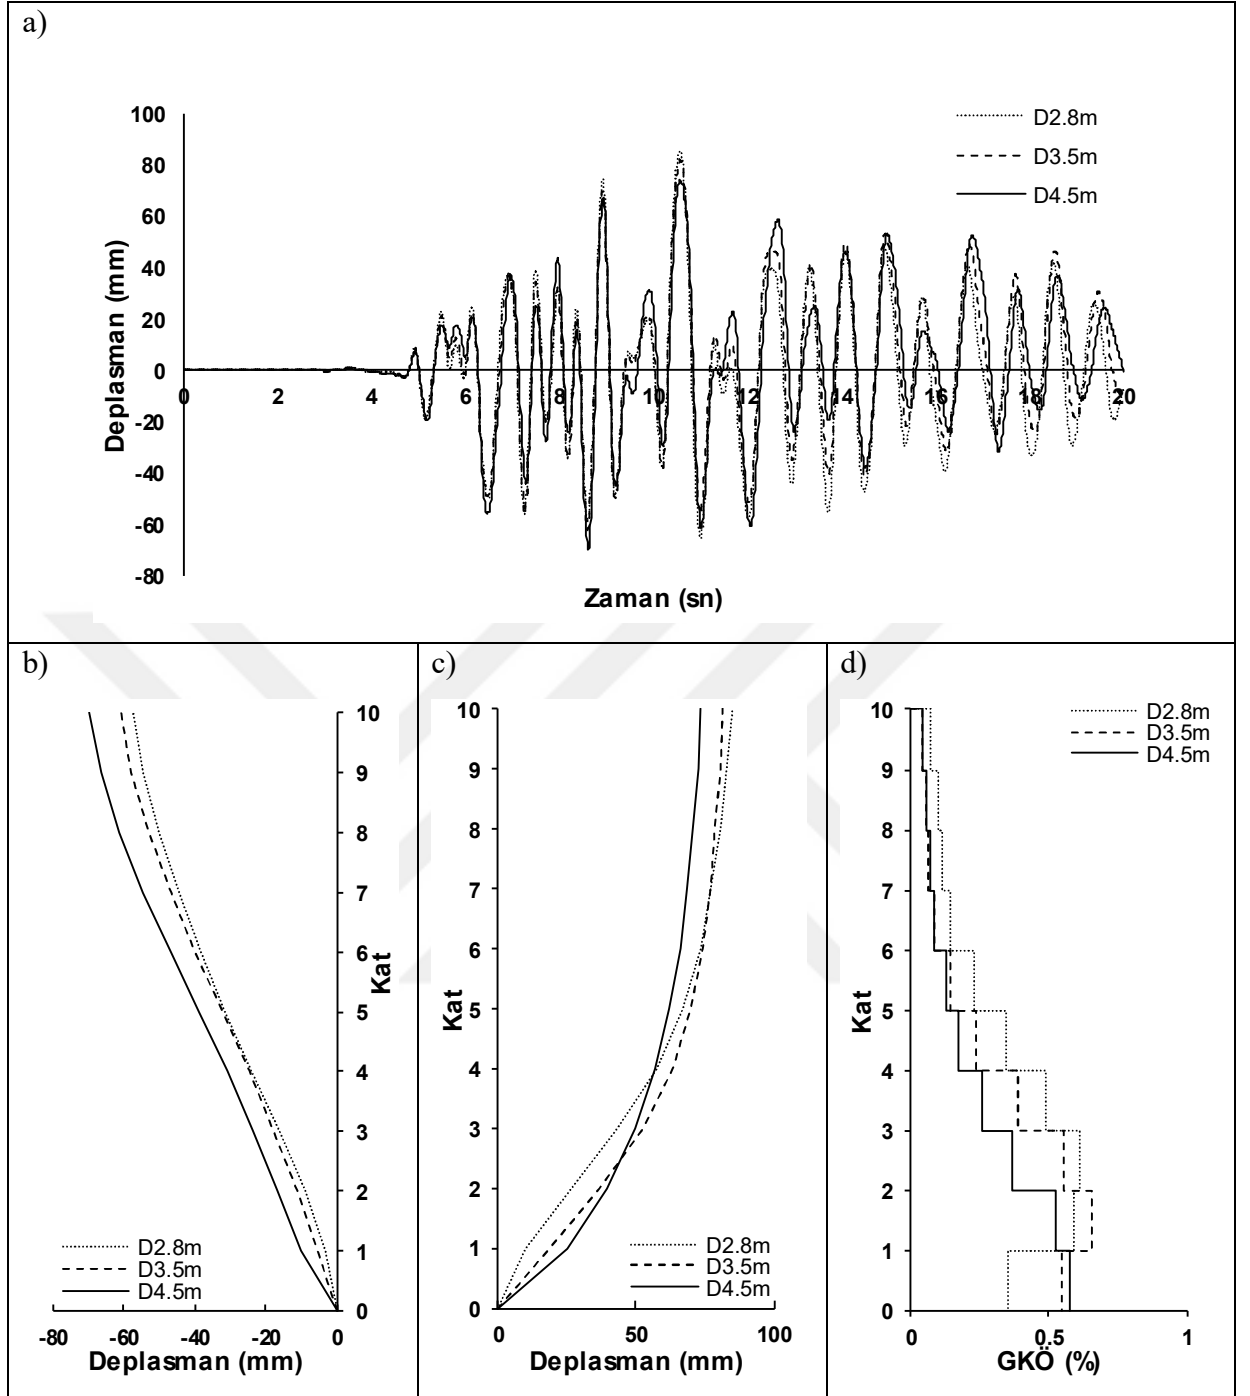 a)
100
80
60
40
20
0
-20
-40
-60
-80
0 2 4 6 8 10 12 14 16 18 20
Deplasman (mm)
Zaman (sn)
D2.8m
D3.5m
D4.5m
b)
10
9
8
7
6
5
4
3
2
1
0
Kat
D2.8m
D3.5m
D4.5m
-80 -60 -40 -20 0
Deplasman (mm)
c)
10
9
8
7
6
5
4
3
2
1
0
Kat
D2.8m
D3.5m
D4.5m
0 50 100
Deplasman (mm)
d)
D2.8m
D3.5m
D4.5m
10
9
8
7
6
5
4
3
2
1
0
Kat
0 0.5 1
GKÖ (%)